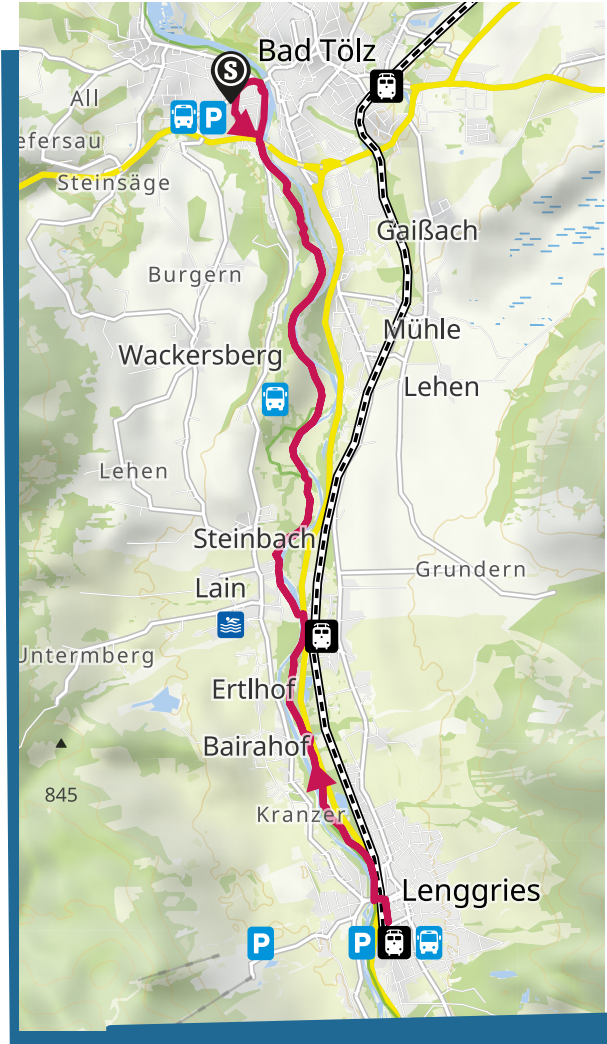 Bad Tölz
S
All
P
efersau
Steinsäge
Gaißach
Burgern
Mühle
Wackersberg
Lehen
Lehen
Steinbach
Grundern
Lain
Untermberg
Ertlhof
Bairahof
845
Kranzer
Lenggries
P
P